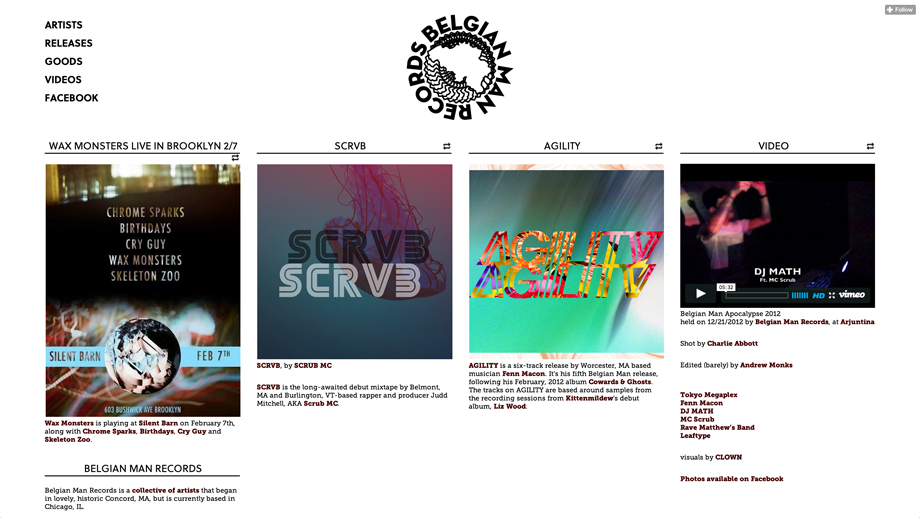 Follow
ARTISTS
RELEASES
GOODS
VIDEOS
FACEBOOK
BELGIAN MAN RECORDS
WAX MONSTERS LIVE IN BROOKLYN 2/7
CHROME SPARKS
BIRTHDAYS
CRY GUY
WAX MONSTERS
SKELETON ZOO
SILENT BARN
FEB 7TH
603 BUSHWICK AVE BROOKLYN
Wax Monsters is playing at Silent Barn on February 7th,
along with Chrome Sparks, Birthdays, Cry Guy and
Skeleton Zoo.
BELGIAN MAN RECORDS
Belgian Man Records is a collective of artists that began
in lovely, historic Concord, MA, but is currently based in
Chicago, IL.
SCRVB
SCRVB
SCRVB
SCRVB, by SCRUB MC
SCRVB is the long-awaited debut mixtape by Belmont,
MA and Burlington, VT-based rapper and producer Judd
Mitchell, AKA Scrub MC.
AGILITY
AGILITY
AGILITY
AGILITY is a six-track release by Worcester, MA based
musician Fenn Macon. It's his fifth Belgian Man release,
following his February, 2012 album Cowards & Ghosts.
The tracks on AGILITY are based around samples from
the recording sessions from Kittenmildew's debut
album, Liz Wood.
VIDEO
DJ MATH
Ft. MC Scrub
05:32
HD
vimeo
Belgian Man Apocalypse 2012
held on 12/21/2012 by Belgian Man Records, at Arjuntina
Shot by Charlie Abbott
Edited (barely) by Andrew Monks
Tokyo Megaplex
Fenn Macon
DJ MATH
MC Scrub
Rave Matthew's Band
Leaftype
visuals by CLOWN
Photos available on Facebook